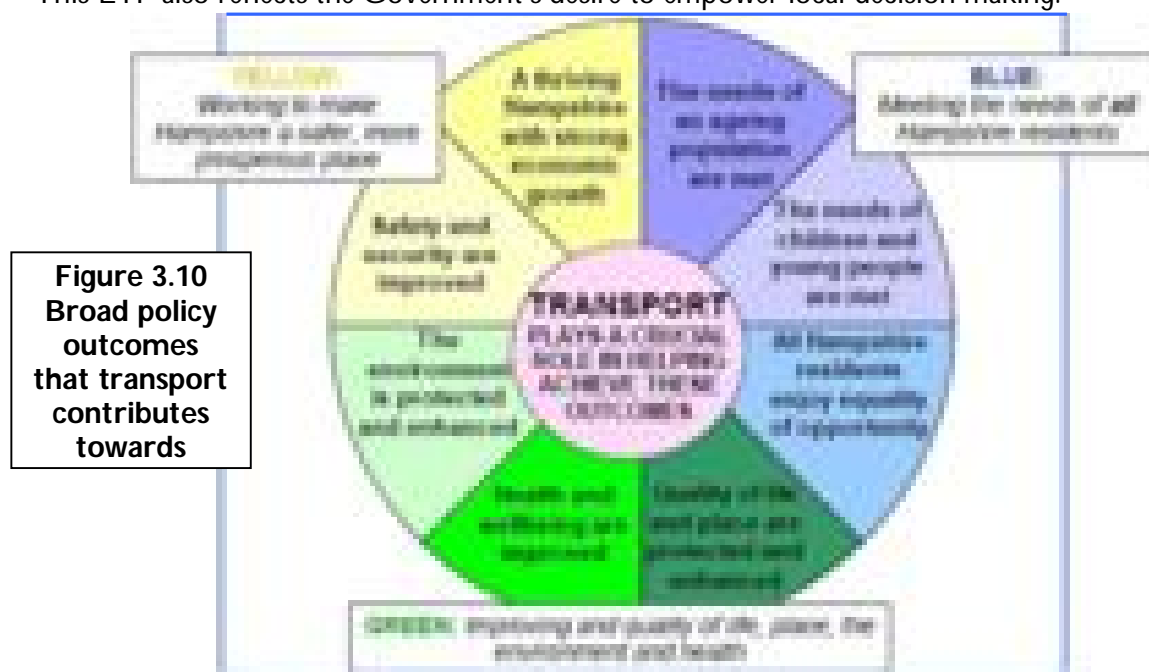 This LTP also reflects the Government's desire to empower local decision making.
YELLOW:
Working to make
Hampshire a safer, more
prosperous place
BLUE:
Meeting the needs of all
Hampshire residents
A thriving
Hampshire
with strong
economic
growth
The needs of
an ageing
population
are met
Safety and
security are
improved
The needs of
children and
young people
are met
Figure 3.10
Broad policy
outcomes
that transport
contributes
towards
TRANSPORT
PLAYS A CRUCIAL
ROLE IN HELPING
ACHIEVE THESE
OUTCOMES
The
environment
is protected
and enhanced
All Hampshire
residents
enjoy equality
of opportunity
Health and
wellbeing are
improved
Quality of life
and place are
protected and
enhanced
GREEN: Improving and quality of life, place, the
environment and health